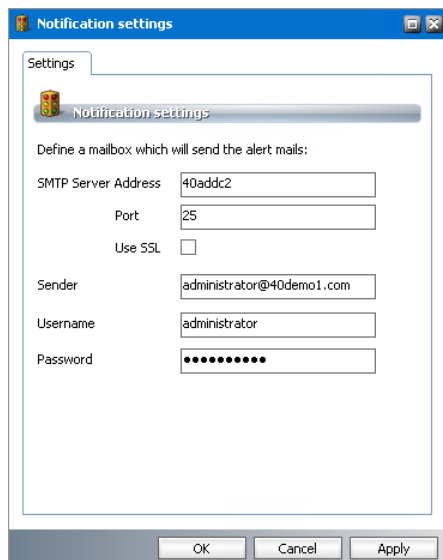 Notification settings
Settings
Notification settings
Define a mailbox which will send the alert mails:
SMTP Server Address 40addc2
Port 25
Use SSL
Sender administrator@40demo1.com
Username administrator
Password ●●●●●●●●●●
OK Cancel Apply